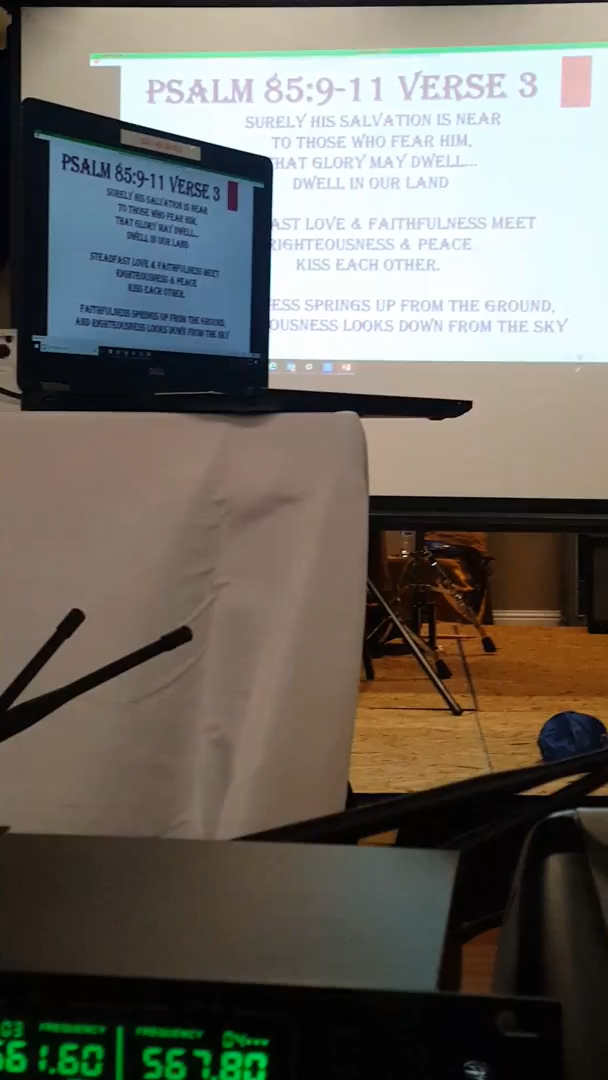 PSALM 85:9-11 VERSE 3
SURELY HIS SALVATION IS NEAR
TO THOSE WHO FEAR HIM,
THAT GLORY MAY DWELL...
DWELL IN OUR LAND
AST LOVE & FAITHFULNESS MEET
RIGHTEOUSNESS & PEACE
KISS EACH OTHER.
ESS SPRINGS UP FROM THE GROUND,
OUSNESS LOOKS DOWN FROM THE SKY
PSALM 85:9-11 VERSE 3
SURELY HIS SALVATION IS NEAR
TO THOSE WHO FEAR HIM,
THAT GLORY MAY DWELL...
DWELL IN OUR LAND
STEADFAST LOVE & FAITHFULNESS MEET
RIGHTEOUSNESS & PEACE
KISS EACH OTHER.
FAITHFULNESS SPRINGS UP FROM THE GROUND,
AND RIGHTEOUSNESS LOOKS DOWN FROM THE SKY
DELL
03 FREQUENCY FREQUENCY 04
561.60 567.80